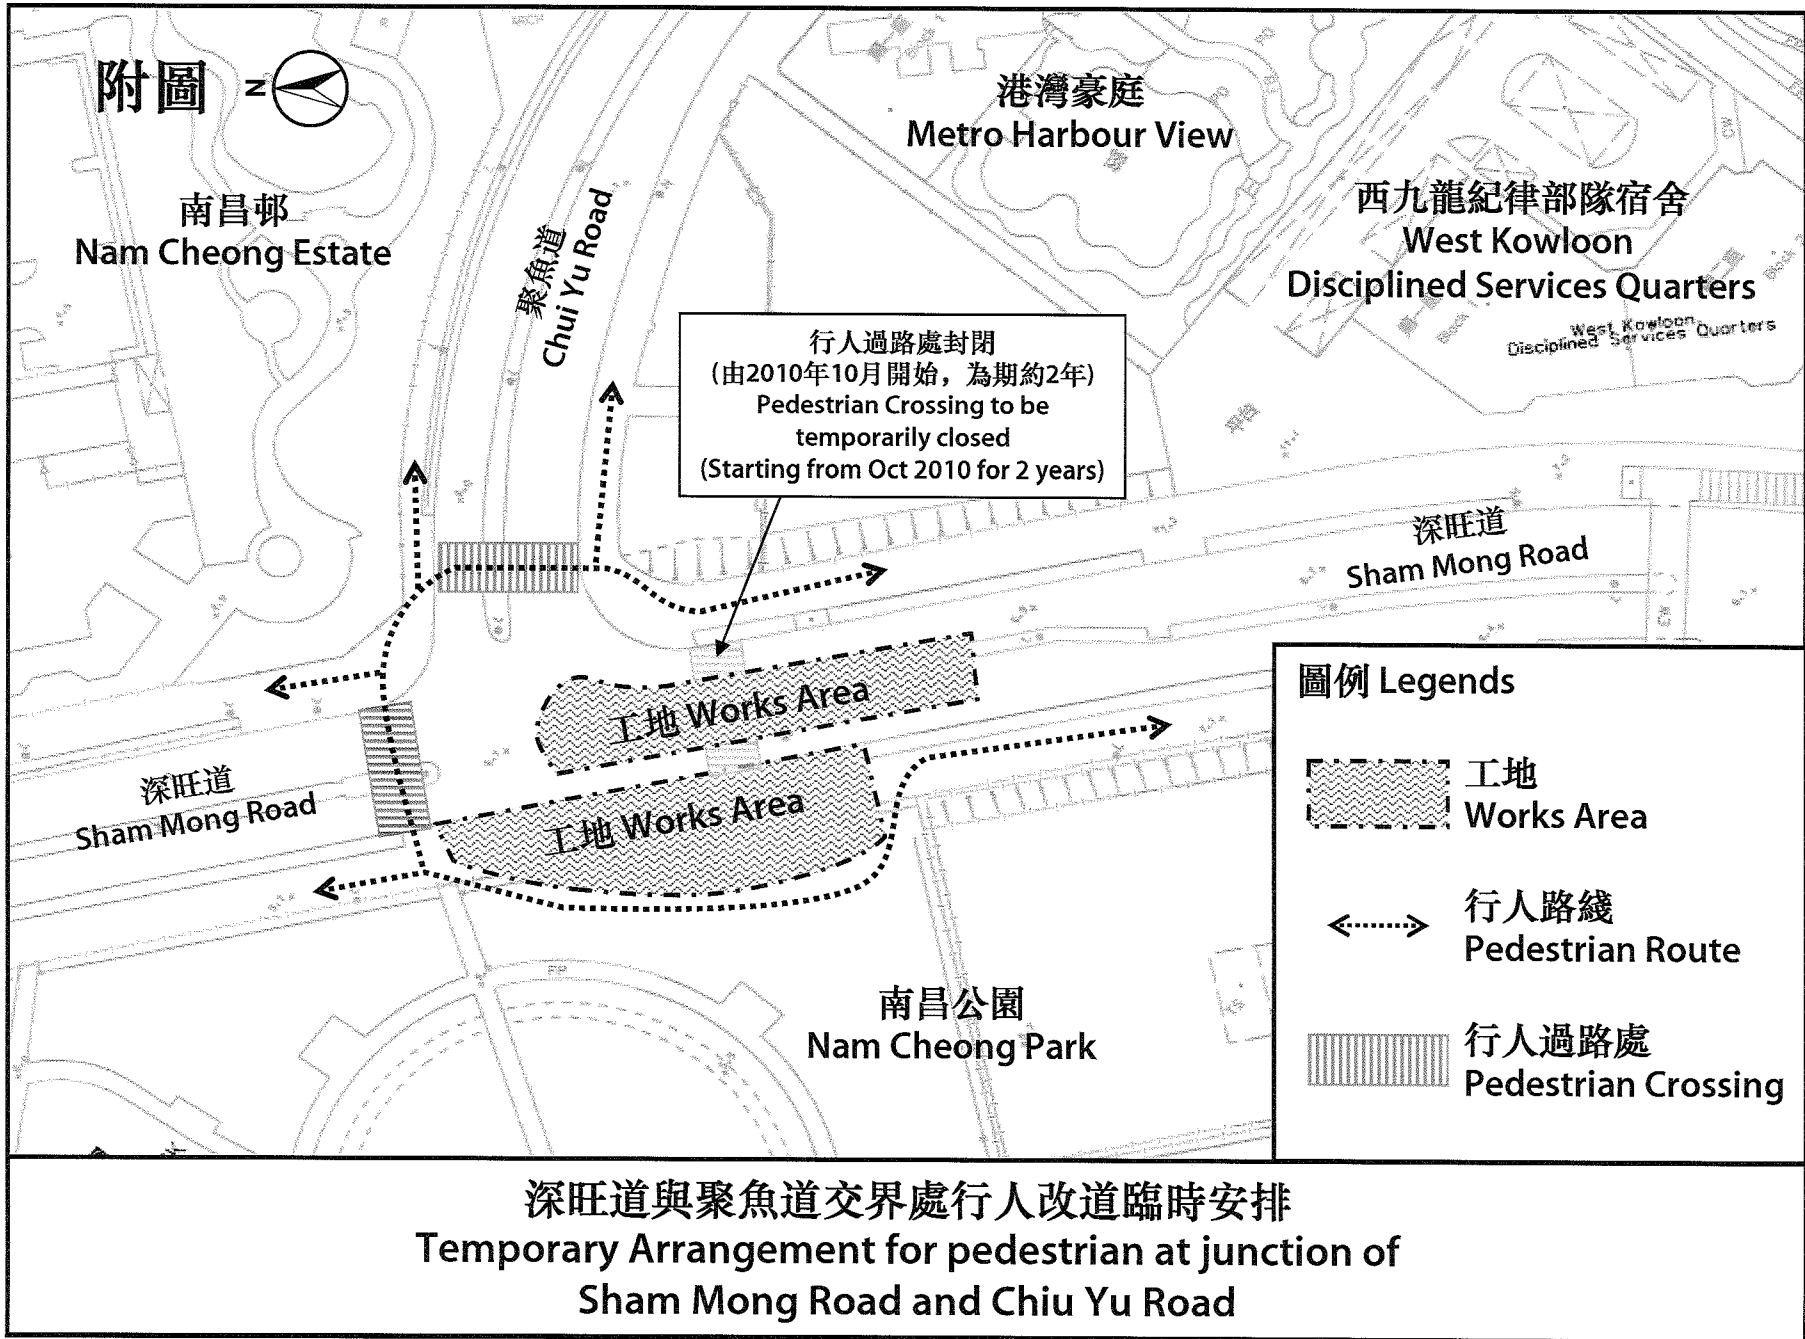 附圖
N
港灣豪庭
Metro Harbour View
南昌邨
Nam Cheong Estate
西九龍紀律部隊宿舍
West Kowloon
Disciplined Services Quarters
West Kowloon
Disciplined Services Quarters
聚魚道
Chui Yu Road
行人過路處封閉
(由2010年10月開始，為期約2年)
Pedestrian Crossing to be
temporarily closed
(Starting from Oct 2010 for 2 years)
深旺道
Sham Mong Road
工地 Works Area
工地 Works Area
深旺道
Sham Mong Road
南昌公園
Nam Cheong Park
圖例 Legends
工地
Works Area
行人路綫
Pedestrian Route
行人過路處
Pedestrian Crossing
深旺道與聚魚道交界處行人改道臨時安排
Temporary Arrangement for pedestrian at junction of
Sham Mong Road and Chiu Yu Road